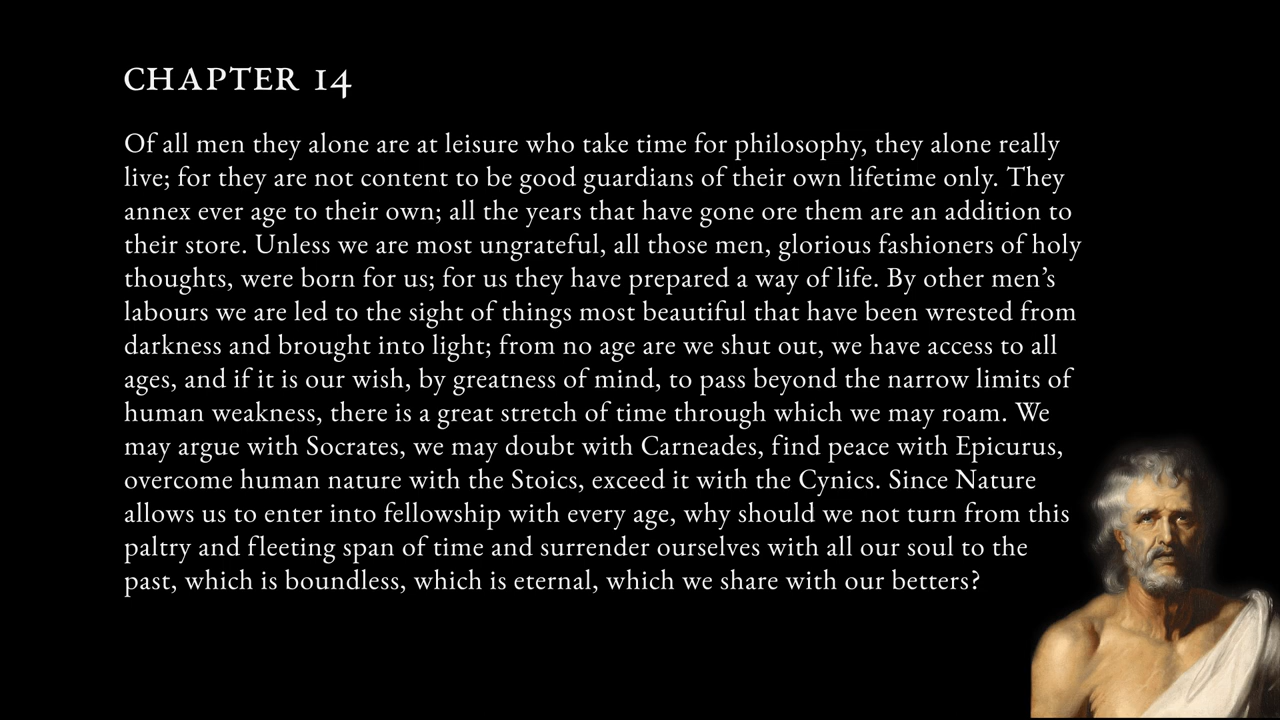 CHAPTER 14
Of all men they alone are at leisure who take time for philosophy, they alone really
live; for they are not content to be good guardians of their own lifetime only. They
annex ever age to their own; all the years that have gone ore them are an addition to
their store. Unless we are most ungrateful, all those men, glorious fashioners of holy
thoughts, were born for us; for us they have prepared a way of life. By other men’s
labours we are led to the sight of things most beautiful that have been wrested from
darkness and brought into light; from no age are we shut out, we have access to all
ages, and if it is our wish, by greatness of mind, to pass beyond the narrow limits of
human weakness, there is a great stretch of time through which we may roam. We
may argue with Socrates, we may doubt with Carneades, find peace with Epicurus,
overcome human nature with the Stoics, exceed it with the Cynics. Since Nature
allows us to enter into fellowship with every age, why should we not turn from this
paltry and fleeting span of time and surrender ourselves with all our soul to the
past, which is boundless, which is eternal, which we share with our betters?